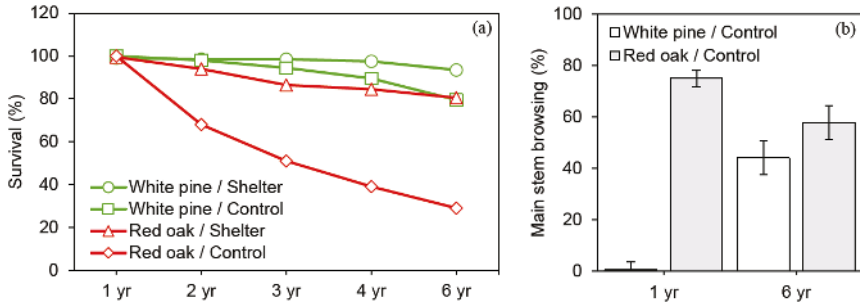 (a)
Survival (%)
120
100
80
60
40
20
0
White pine / Shelter
White pine / Control
Red oak / Shelter
Red oak / Control
1 yr 2 yr 3 yr 4 yr 6 yr
(b)
Main stem browsing (%)
100
80
60
40
20
0
White pine / Control
Red oak / Control
1 yr 6 yr